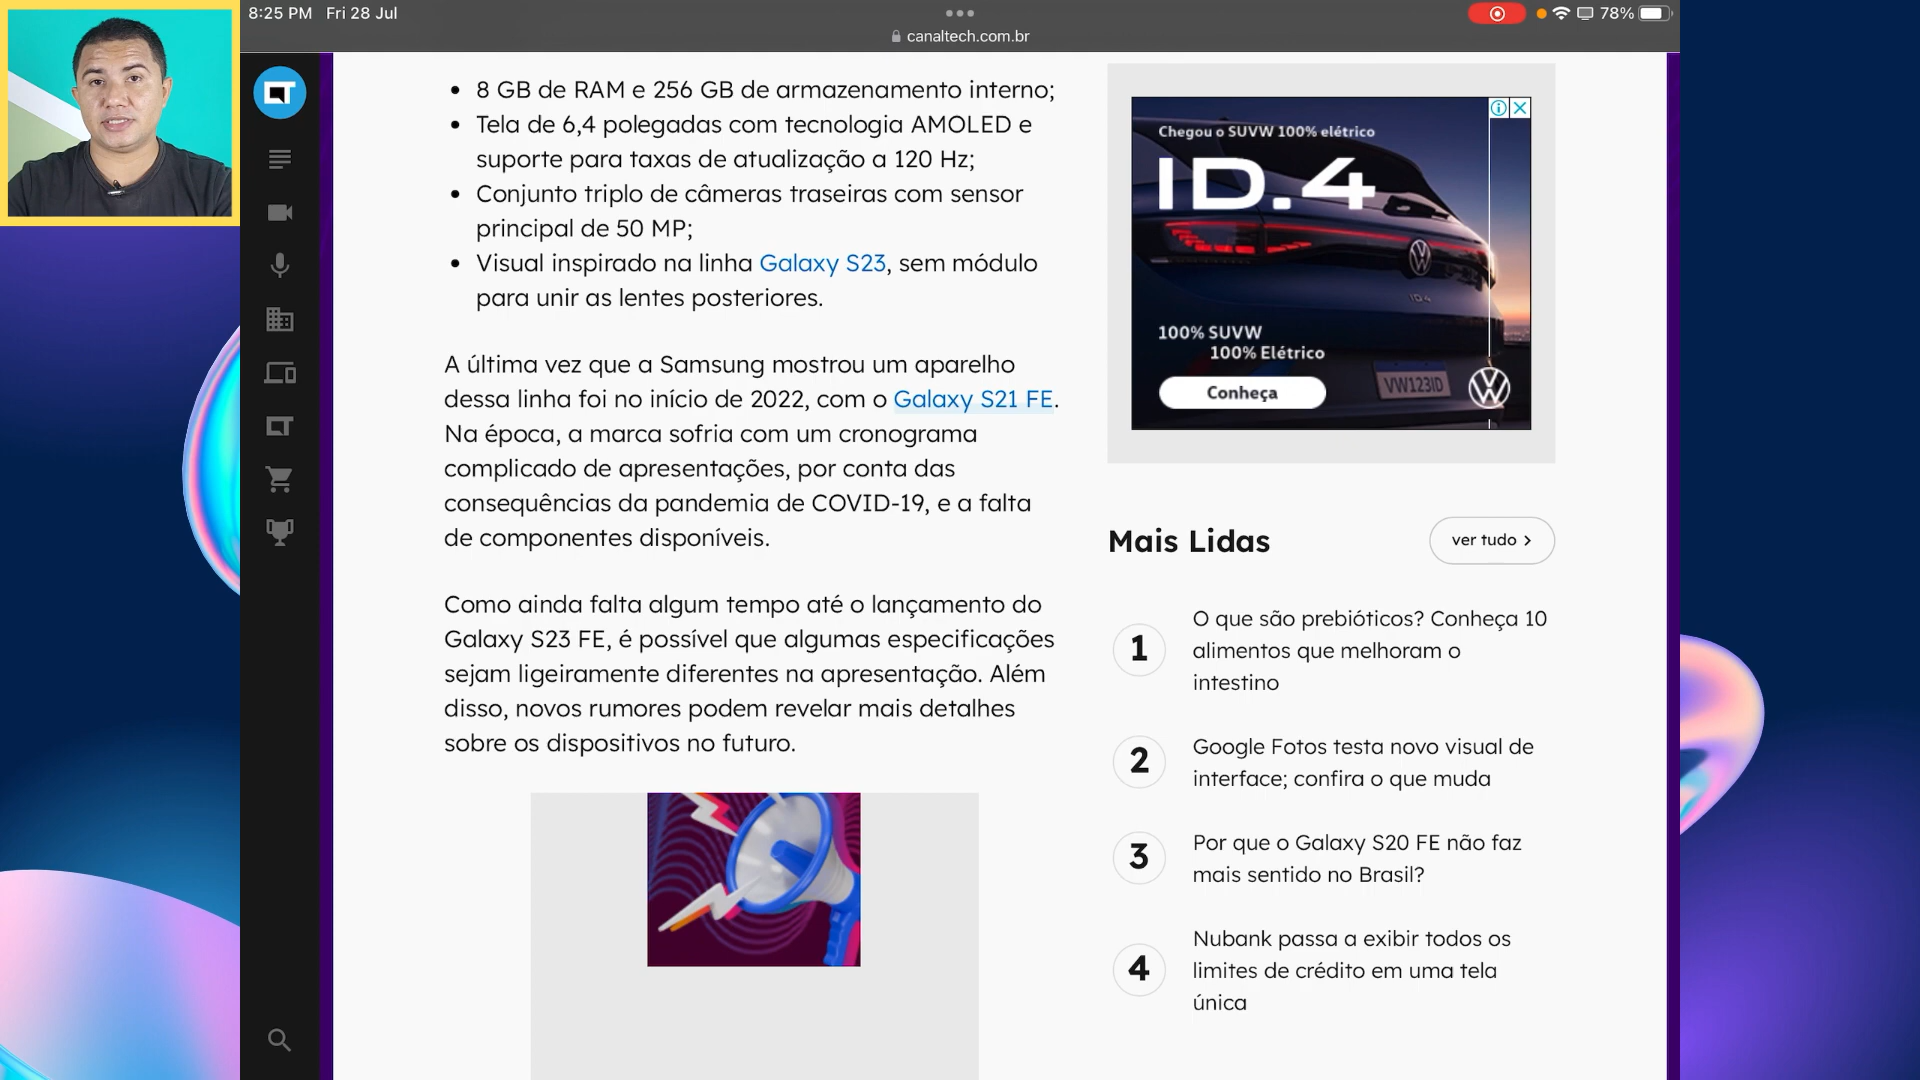 8:25 PM Fri 28 Jul
78%
canaltech.com.br
8 GB de RAM e 256 GB de armazenamento interno;
Tela de 6,4 polegadas com tecnologia AMOLED e
suporte para taxas de atualização a 120 Hz;
Conjunto triplo de câmeras traseiras com sensor
principal de 50 MP;
Visual inspirado na linha Galaxy S23, sem módulo
para unir as lentes posteriores.
A última vez que a Samsung mostrou um aparelho
dessa linha foi no início de 2022, com o Galaxy S21 FE.
Na época, a marca sofria com um cronograma
complicado de apresentações, por conta das
consequências da pandemia de COVID-19, e a falta
de componentes disponíveis.
Como ainda falta algum tempo até o lançamento do
Galaxy S23 FE, é possível que algumas especificações
sejam ligeiramente diferentes na apresentação. Além
disso, novos rumores podem revelar mais detalhes
sobre os dispositivos no futuro.
Chegou o SUVW 100% elétrico
ID.4
ID.4
100% SUVW
100% Elétrico
Conheça
VW123ID
Mais Lidas
ver tudo
1
O que são prebióticos? Conheça 10
alimentos que melhoram o
intestino
2
Google Fotos testa novo visual de
interface; confira o que muda
3
Por que o Galaxy S20 FE não faz
mais sentido no Brasil?
4
Nubank passa a exibir todos os
limites de crédito em uma tela
única